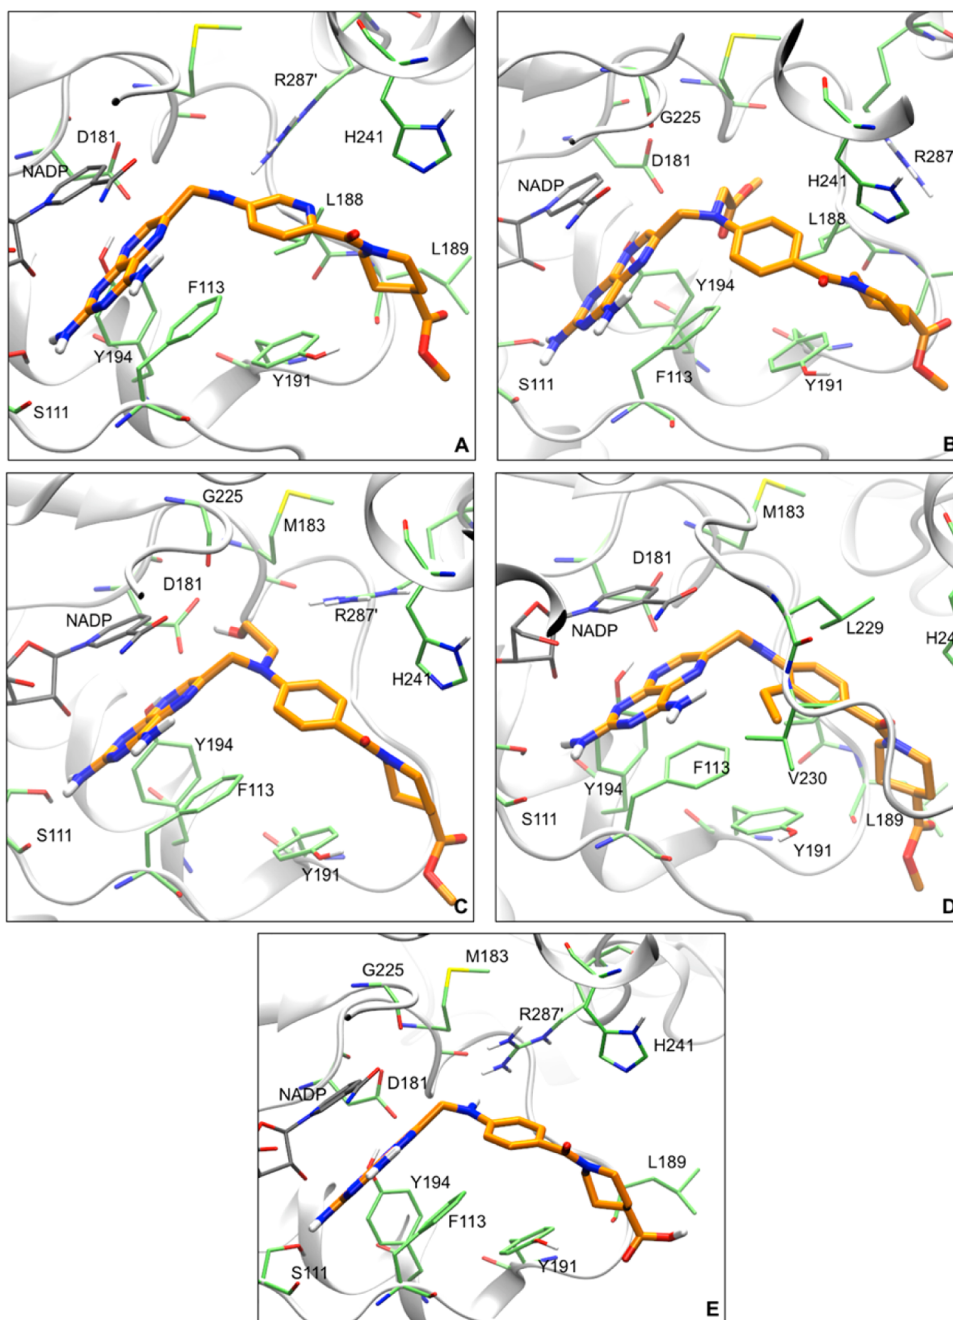 R287'
D181
H241
NADP
L188
L189
F113
Y194
Y191
S111
A
G225
D181
R287
NADP
H241
L188
Y194
S111
F113
Y191
B
G225
M183
D181
NADP
R287'
H241
Y194
F113
S111
Y191
C
M183
D181
NADP
L229
H24
F113
V230
Y194
S111
L189
Y191
D
M183
G225
R287'
H241
NADP
D181
L189
Y194
F113
Y191
S111
E